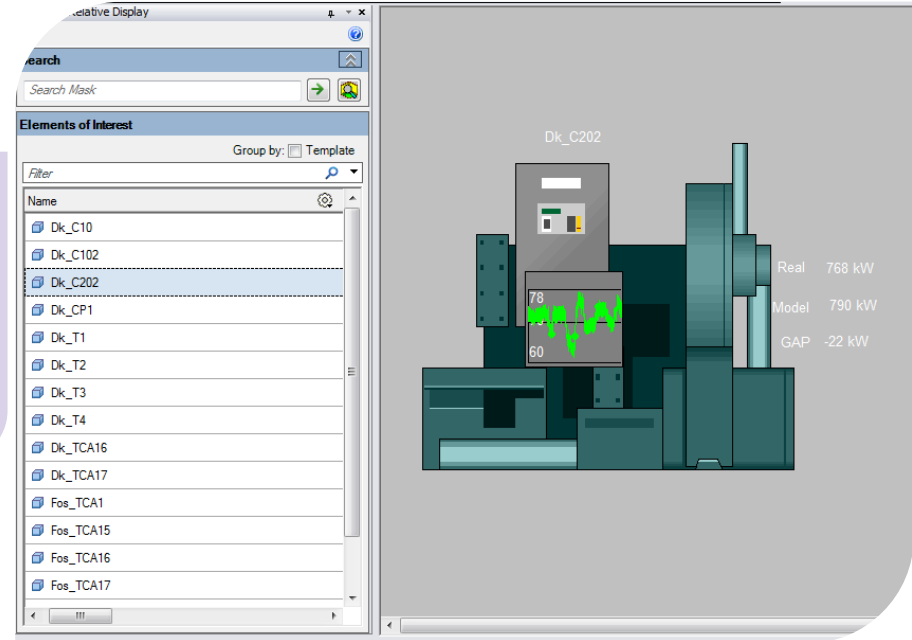 Relative Display
earch
Search Mask
Elements of Interest
Group by: Template
Filter
Name
Dk_C10
Dk_C102
Dk_C202
Dk_CP1
Dk_T1
Dk_T2
Dk_T3
Dk_T4
Dk_TCA16
Dk_TCA17
Fos_TCA1
Fos_TCA15
Fos_TCA16
Fos_TCA17
Dk_C202
78
60
Real 768 kW
Model 790 kW
GAP -22 kW